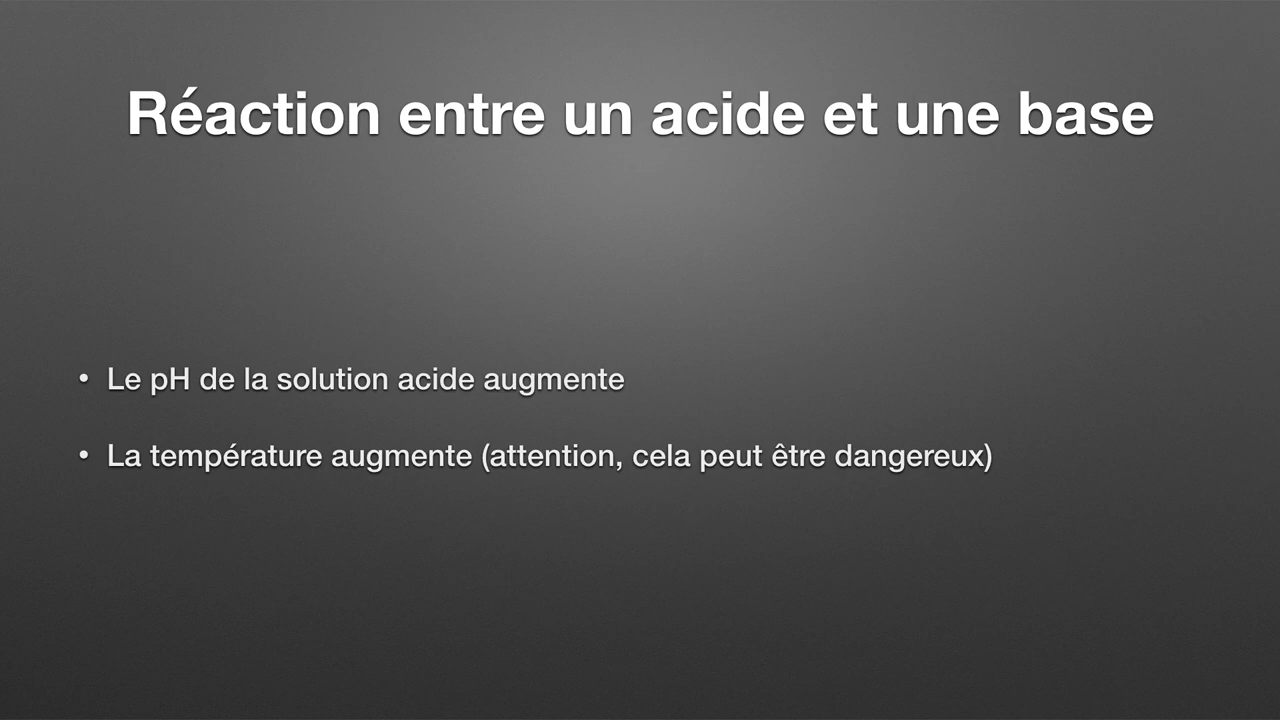 Réaction entre un acide et une base
• Le pH de la solution acide augmente
• La température augmente (attention, cela peut être dangereux)